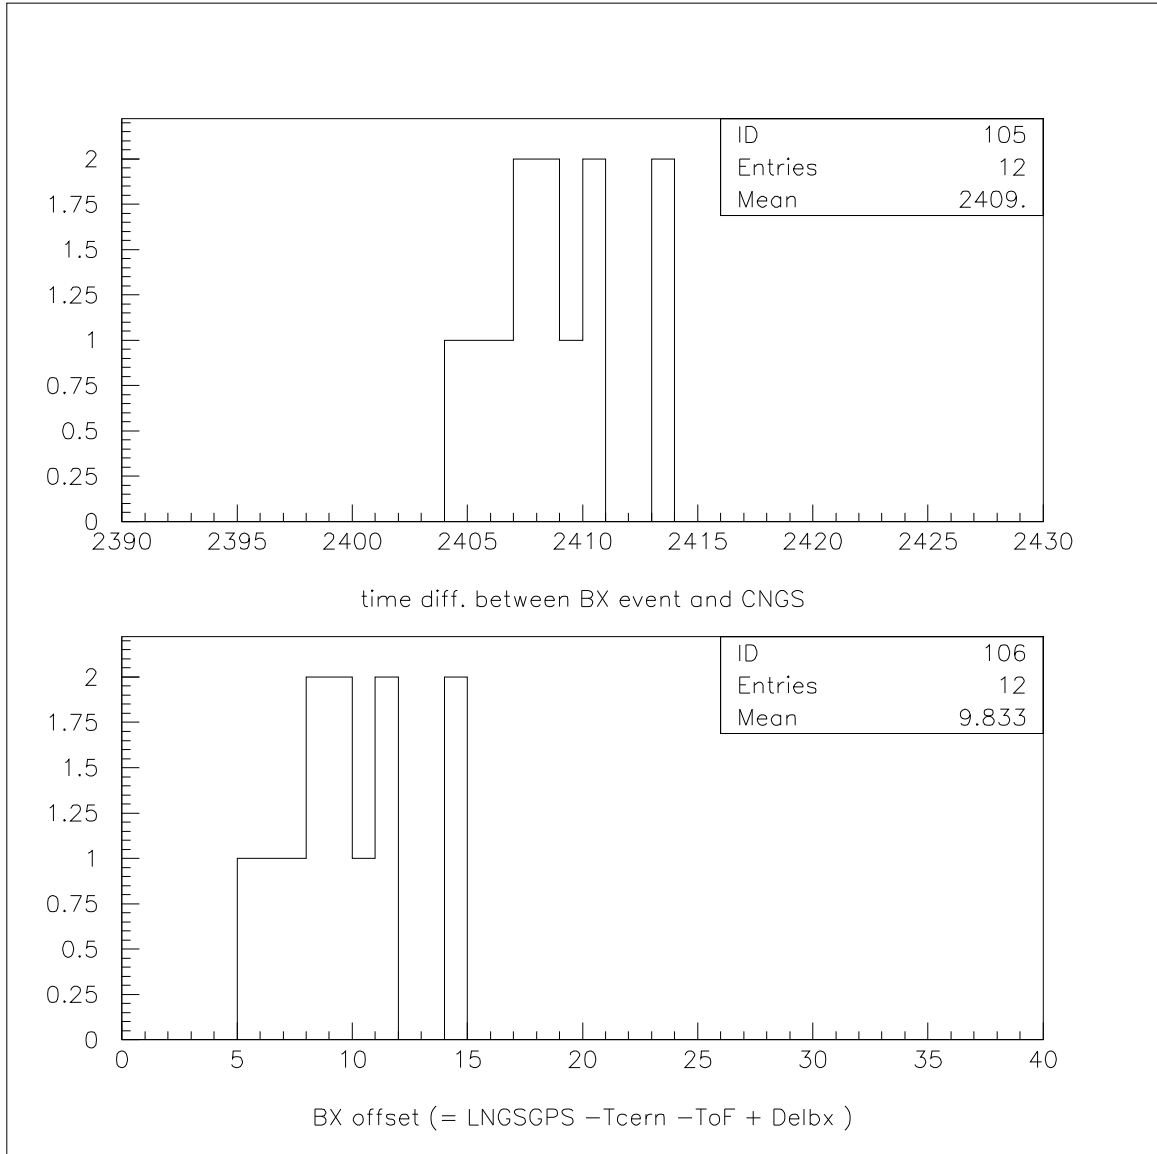 ID 105
Entries 12
Mean 2409.
2
1.75
1.5
1.25
1
0.75
0.5
0.25
0
2390 2395 2400 2405 2410 2415 2420 2425 2430
time diff. between BX event and CNGS
ID 106
Entries 12
Mean 9.833
2
1.75
1.5
1.25
1
0.75
0.5
0.25
0
0 5 10 15 20 25 30 35 40
BX offset (= LNGSGPS −Tcern −ToF + Delbx )